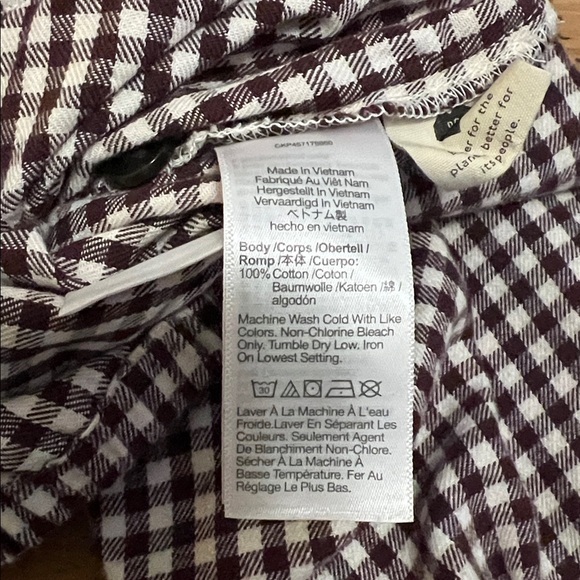 Made In Vietnam
Fabriqué Au Việt Nam
Hergestellt In Vietnam
Vervaardigd In Vietnam
ベトナム製
hecho en vietnam
Body /Corps /Oberteil /
Romp /本体 /Cuerpo:
100% Cotton /Coton /
Baumwolle /Katoen /綿 /
algodón
Machine Wash Cold With Like
Colors. Non-Chlorine Bleach
Only. Tumble Dry Low. Iron
On Lowest Setting.
30
Laver À La Machine À L'eau
Froide.Laver En Séparant Les
Couleurs. Seulement Agent
De Blanchiment Non-Chlore.
Sécher À La Machine À
Basse Température. Fer Au
Réglage Le Plus Bas.
for the
better for
its people.